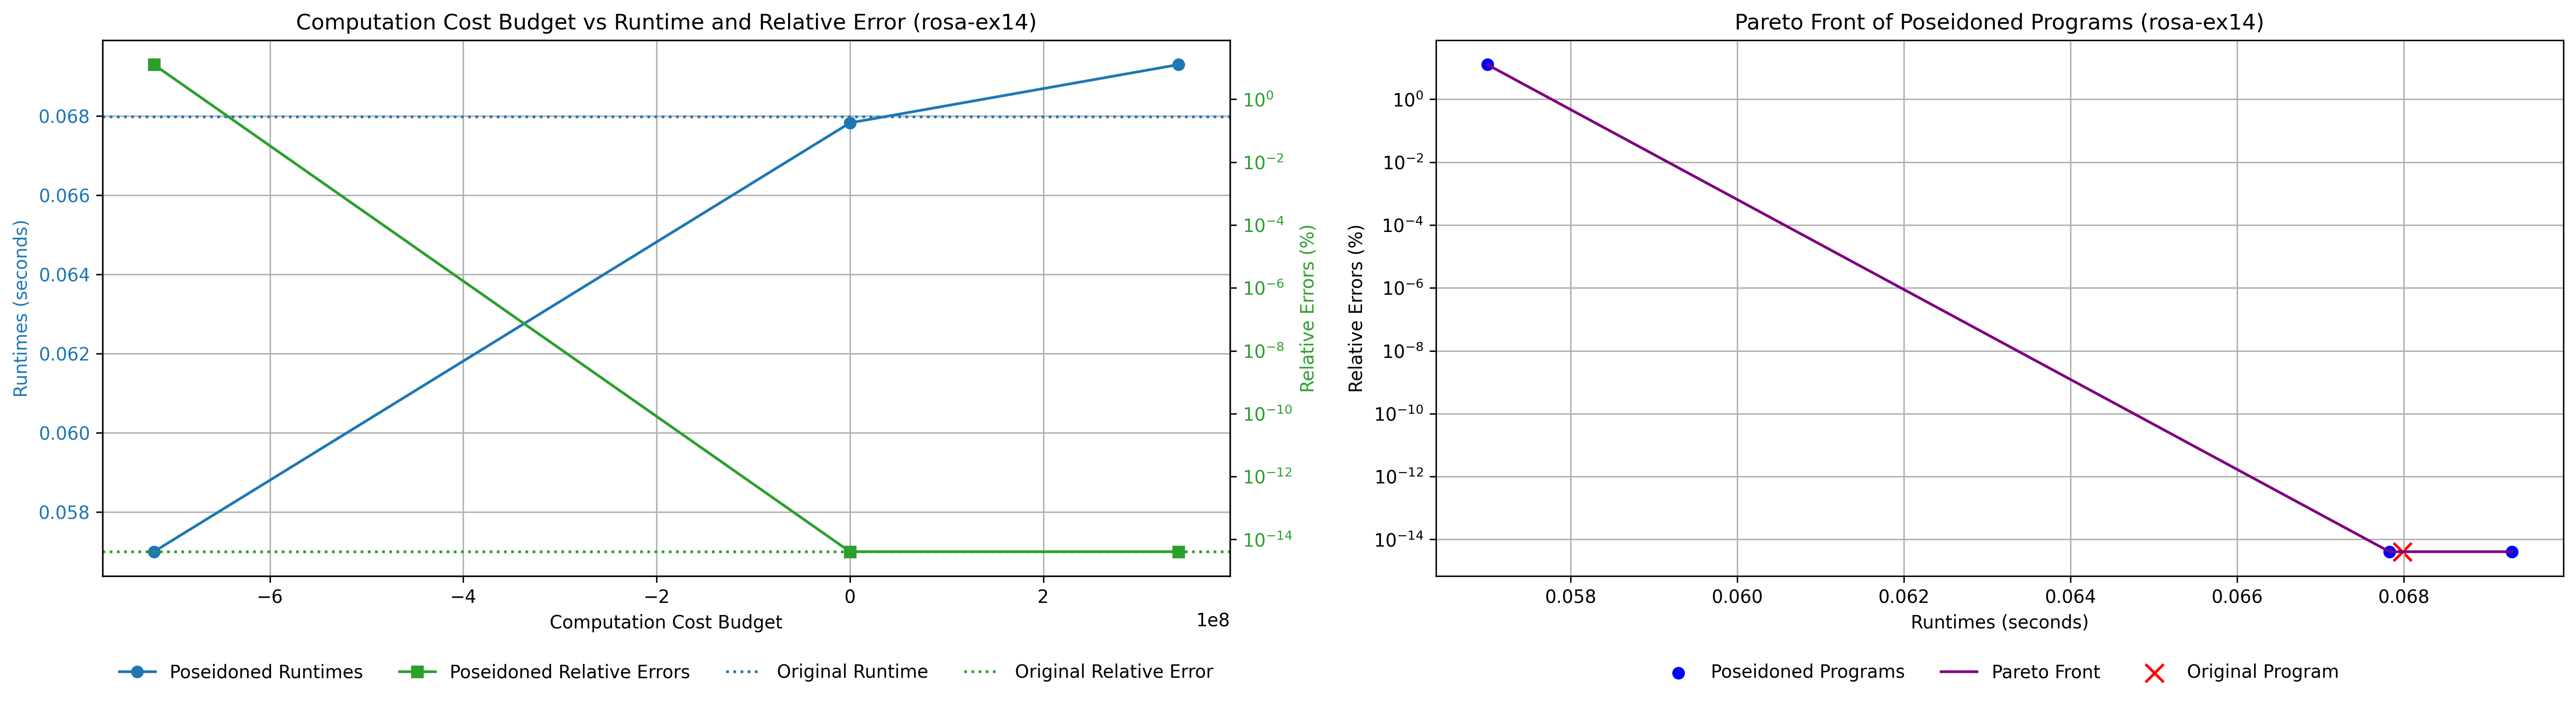 Computation Cost Budget vs Runtime and Relative Error (rosa-ex14)
Runtimes (seconds)
0.068
0.066
0.064
0.062
0.060
0.058
10⁰
10⁻²
10⁻⁴
10⁻⁶
10⁻⁸
10⁻¹⁰
10⁻¹²
10⁻¹⁴
Relative Errors (%)
−6 −4 −2 0 2
1e8
Computation Cost Budget
Poseidoned Runtimes Poseidoned Relative Errors Original Runtime Original Relative Error
Pareto Front of Poseidoned Programs (rosa-ex14)
Relative Errors (%)
10⁰
10⁻²
10⁻⁴
10⁻⁶
10⁻⁸
10⁻¹⁰
10⁻¹²
10⁻¹⁴
0.058 0.060 0.062 0.064 0.066 0.068
Runtimes (seconds)
Poseidoned Programs Pareto Front Original Program